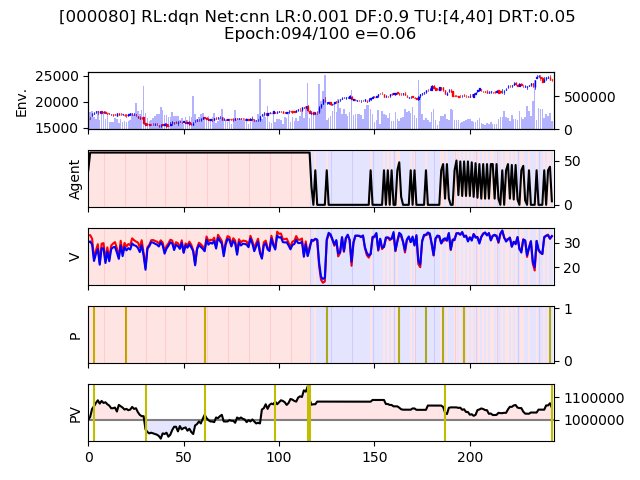 [000080] RL:dqn Net:cnn LR:0.001 DF:0.9 TU:[4,40] DRT:0.05
Epoch:094/100 e=0.06
Env.
25000
20000
15000
500000
0
Agent
50
0
V
30
20
P
1
0
PV
1100000
1000000
0 50 100 150 200